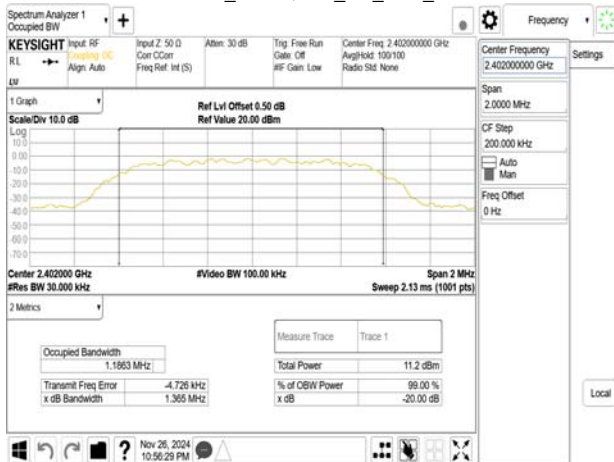 Spectrum Analyzer 1
Occupied BW
Frequency
KEYSIGHT
Input: RF
Coupling: DC
Align: Auto
Input Z: 50 Ω
Corr CCorr
Freq Ref: Int (S)
Atten: 30 dB
Trig: Free Run
Gate: Off
#IF Gain: Low
Center Freq: 2.402000000 GHz
Avg|Hold: 100/100
Radio Std: None
RL
LV
Center Frequency
2.402000000 GHz
Settings
Span
2.0000 MHz
CF Step
200.000 kHz
Auto
Man
Freq Offset
0 Hz
Local
1 Graph
Scale/Div 10.0 dB
Ref Lvl Offset 0.50 dB
Ref Value 20.00 dBm
Log
10.0
0.00
-10.0
-20.0
-30.0
-40.0
-50.0
-60.0
-70.0
Center 2.402000 GHz
#Video BW 100.00 kHz
Span 2 MHz
#Res BW 30.000 kHz
Sweep 2.13 ms (1001 pts)
2 Metrics
Measure Trace
Trace 1
Occupied Bandwidth
1.1863 MHz
Total Power
11.2 dBm
Transmit Freq Error
-4.726 kHz
% of OBW Power
99.00 %
x dB Bandwidth
1.365 MHz
x dB
-20.00 dB
?
Nov 26, 2024
10:56:29 PM